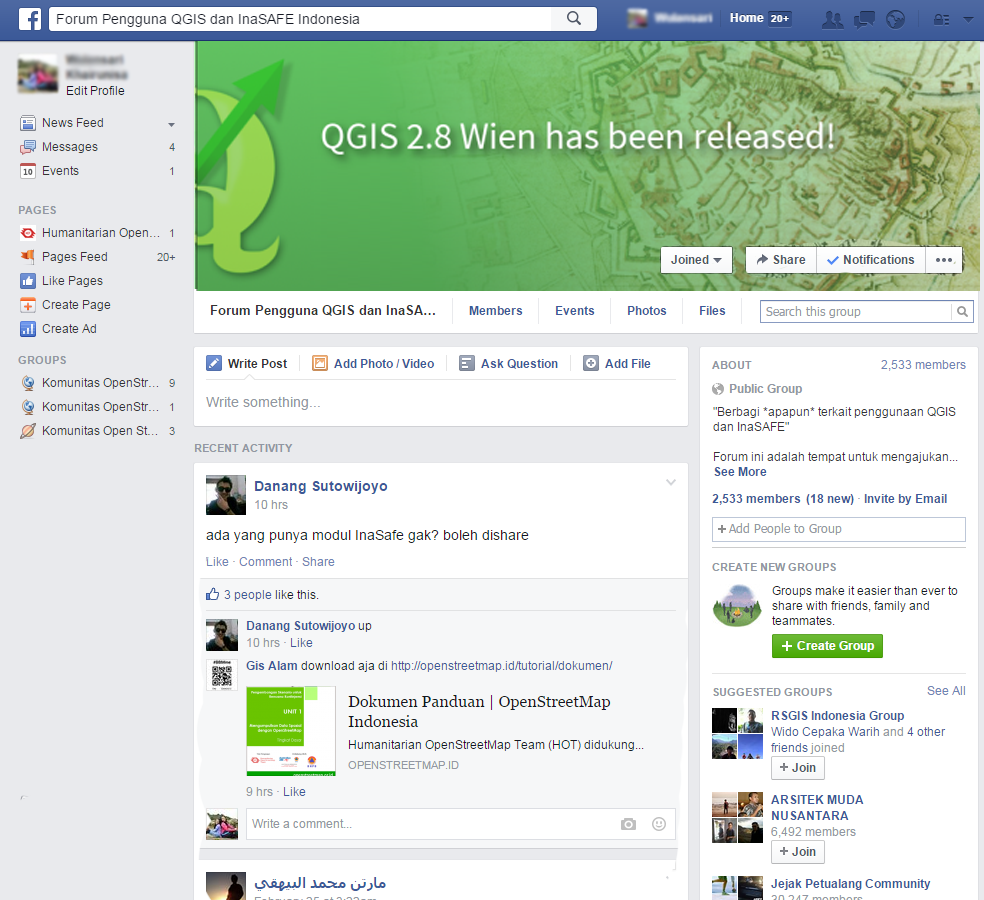 Forum Pengguna QGIS dan InaSAFE Indonesia
Home 20+
Edit Profile
News Feed
Messages 4
10 Events 1
PAGES
Humanitarian Open... 1
Pages Feed 20+
Like Pages
Create Page
Create Ad
GROUPS
Komunitas OpenStr... 9
Komunitas OpenStr... 1
Komunitas Open St... 3
QGIS 2.8 Wien has been released!
Joined Share Notifications
Forum Pengguna QGIS dan InaSA... Members Events Photos Files Search this group
Write Post Add Photo / Video Ask Question Add File
Write something...
RECENT ACTIVITY
Danang Sutowijoyo
10 hrs
ada yang punya modul InaSafe gak? boleh dishare
Like · Comment · Share
3 people like this.
Danang Sutowijoyo up
10 hrs · Like
Gis Alam download aja di http://openstreetmap.id/tutorial/dokumen/
UNIT 1
Dokumen Panduan | OpenStreetMap
Indonesia
Humanitarian OpenStreetMap Team (HOT) didukung...
OPENSTREETMAP.ID
9 hrs · Like
Write a comment...
مارتن محمد البيهقي
ABOUT 2,533 members
Public Group
"Berbagi *apapun* terkait penggunaan QGIS
dan InaSAFE"
Forum ini adalah tempat untuk mengajukan...
See More
2,533 members (18 new) · Invite by Email
+ Add People to Group
CREATE NEW GROUPS
Groups make it easier than ever to
share with friends, family and
teammates.
+ Create Group
SUGGESTED GROUPS See All
RSGIS Indonesia Group
Wido Cepaka Warih and 4 other
friends joined
+ Join
ARSITEK MUDA
NUSANTARA
6,492 members
+ Join
Jejak Petualang Community
30,247 members